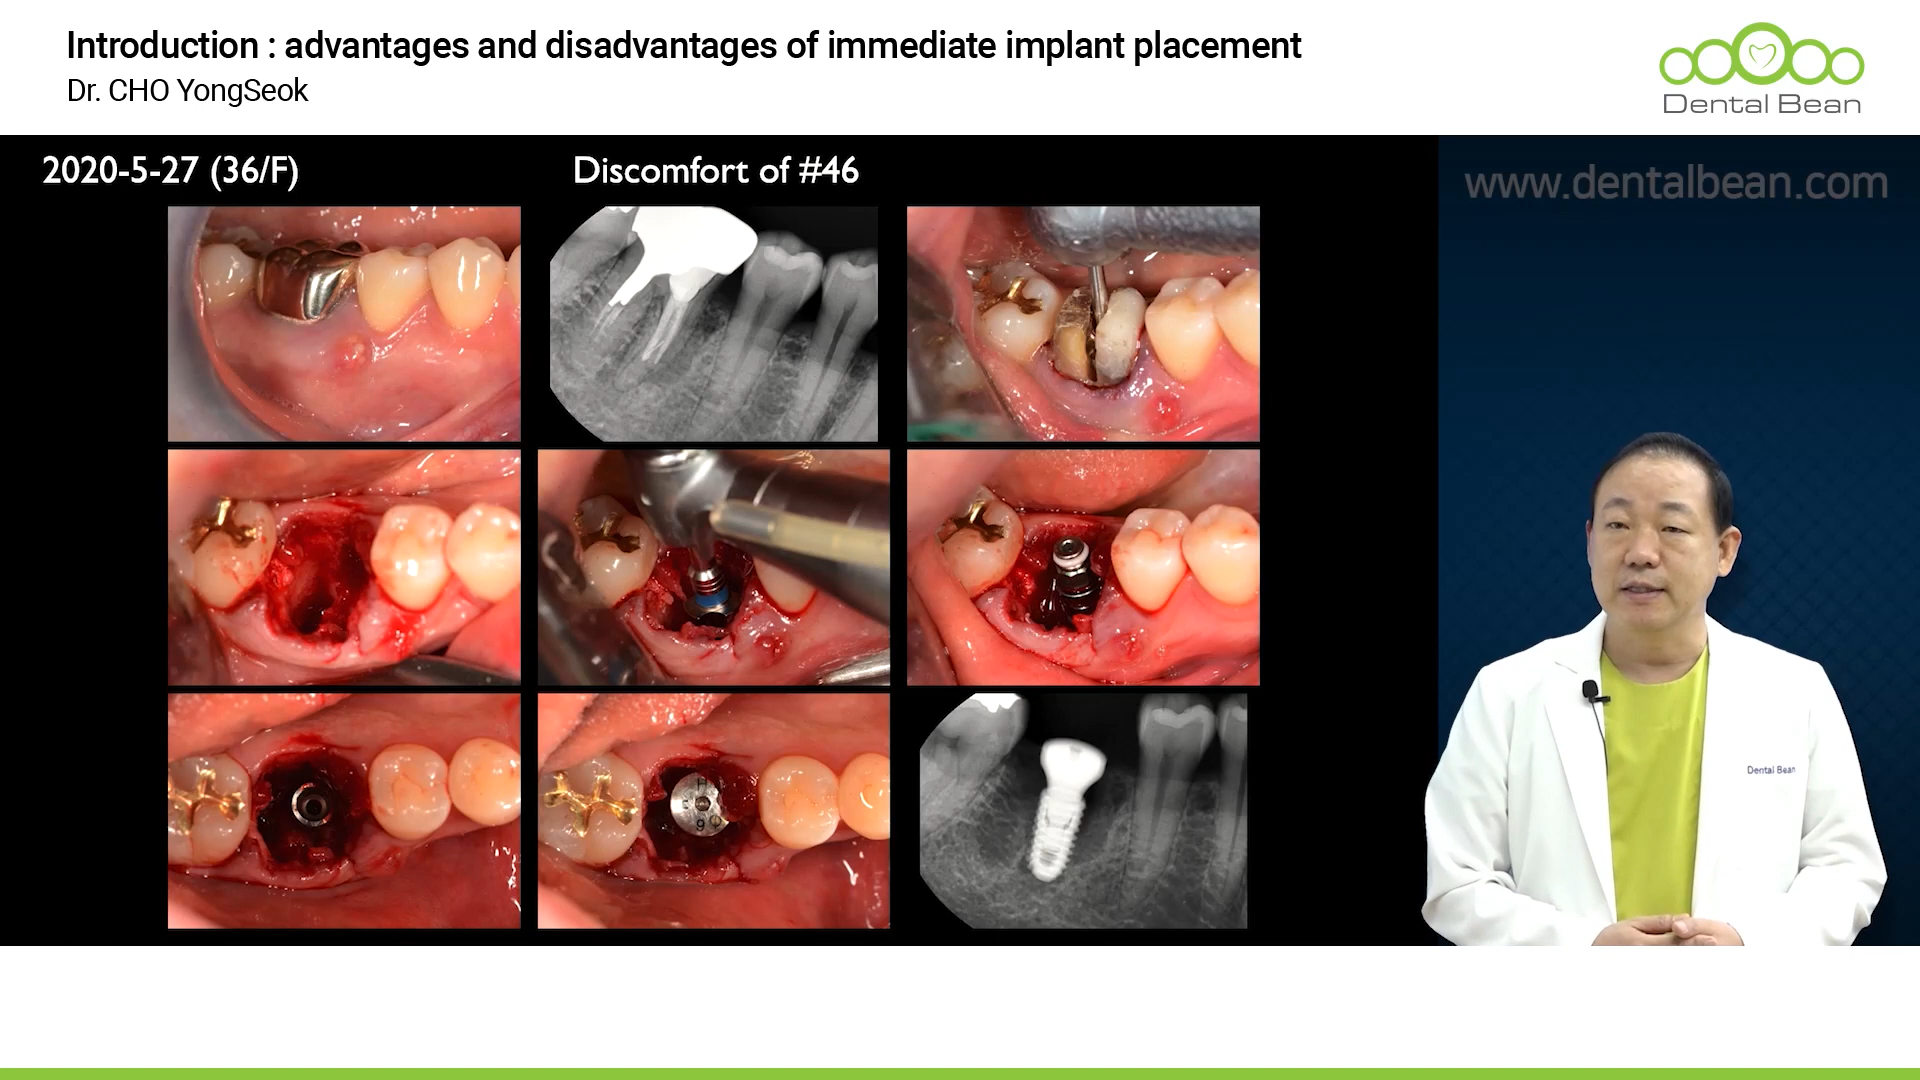 Introduction : advantages and disadvantages of immediate implant placement
Dr. CHO YongSeok
Dental Bean
2020-5-27 (36/F)
Discomfort of #46
www.dentalbean.com
Dental Bean